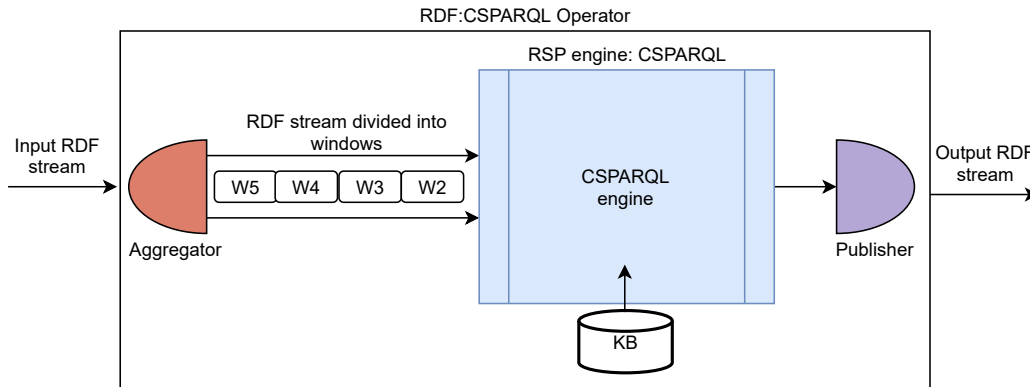 RDF:CSPARQL Operator
RSP engine: CSPARQL
Input RDF
stream
RDF stream divided into
windows
W5 W4 W3 W2
Aggregator
CSPARQL
engine
KB
Publisher
Output RDF
stream